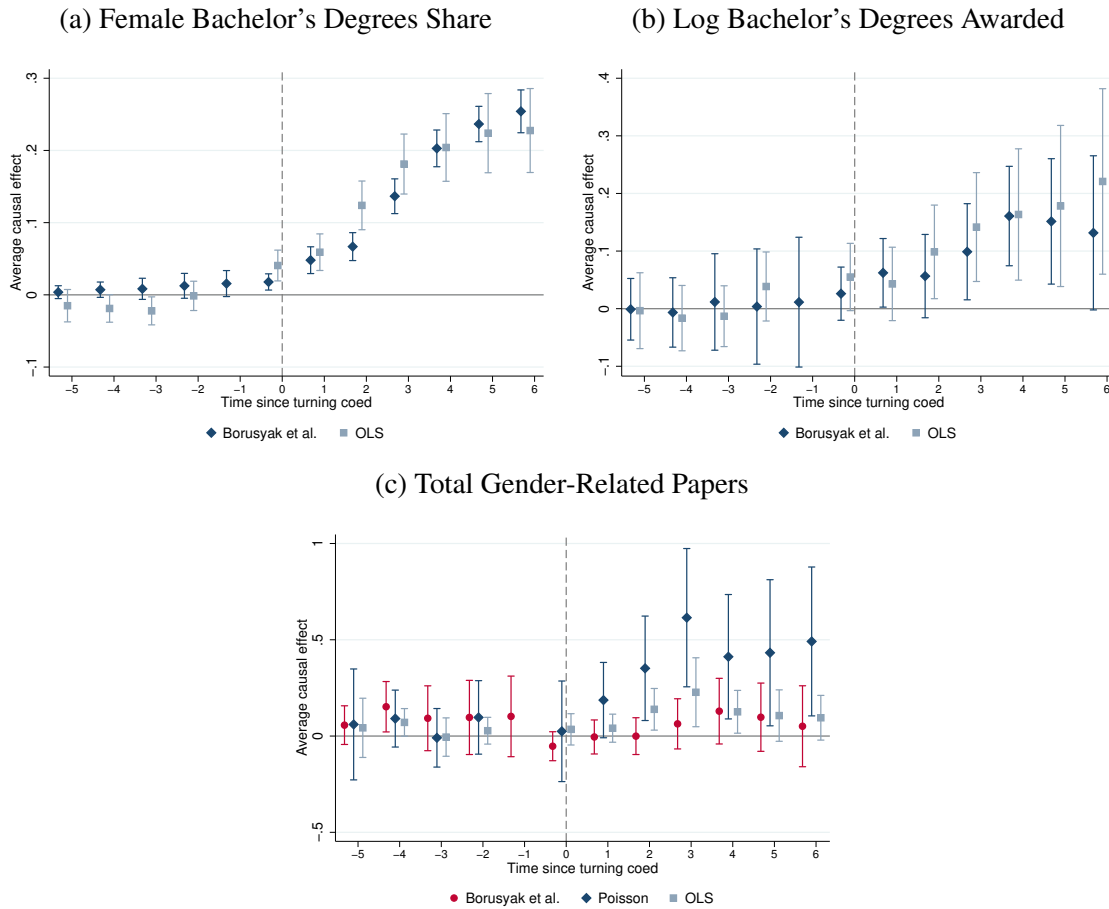 (a) Female Bachelor's Degrees Share
Average causal effect
.3
.2
.1
0
-.1
-5 -4 -3 -2 -1 0 1 2 3 4 5 6
Time since turning coed
Borusyak et al. OLS
(b) Log Bachelor's Degrees Awarded
Average causal effect
.4
.3
.2
.1
0
-.1
-5 -4 -3 -2 -1 0 1 2 3 4 5 6
Time since turning coed
Borusyak et al. OLS
(c) Total Gender-Related Papers
Average causal effect
1
.5
0
-.5
-5 -4 -3 -2 -1 0 1 2 3 4 5 6
Time since turning coed
Borusyak et al. Poisson OLS